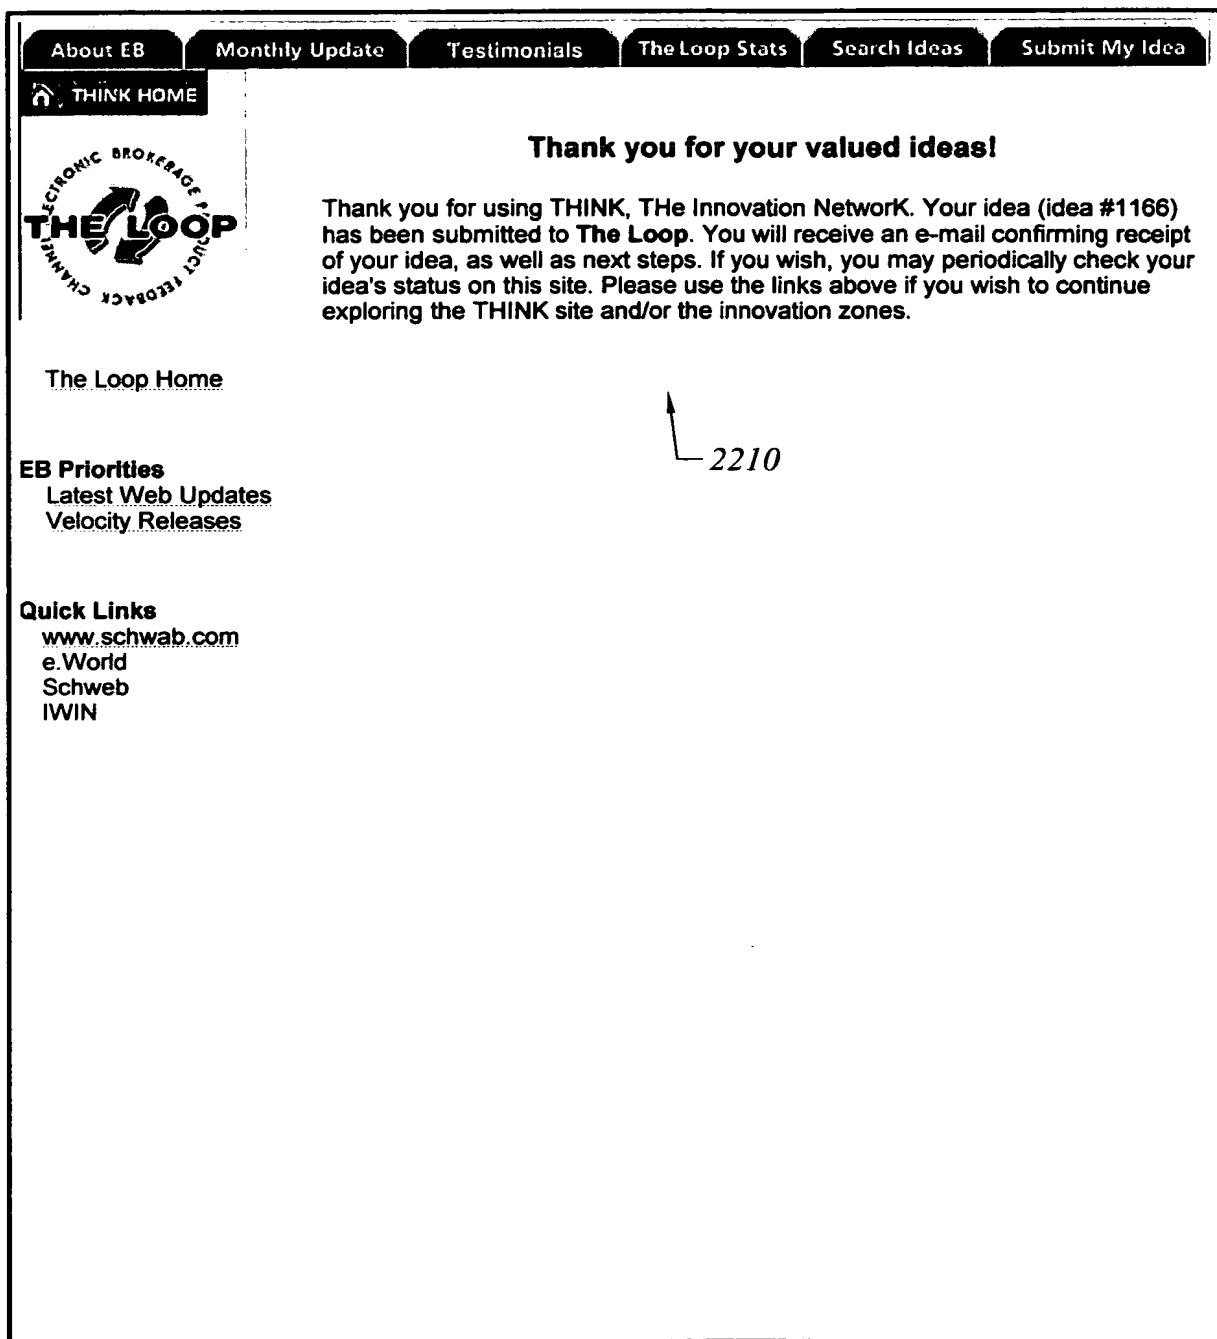 About EB Monthly Update Testimonials The Loop Stats Search Ideas Submit My Idea
THINK HOME
ELECTRONIC BROKERAGE PRODUCT FEEDBACK CHANNEL
THE LOOP
Thank you for your valued ideas!
Thank you for using THINK, THe Innovation NetworK. Your idea (idea #1166)
has been submitted to The Loop. You will receive an e-mail confirming receipt
of your idea, as well as next steps. If you wish, you may periodically check your
idea's status on this site. Please use the links above if you wish to continue
exploring the THINK site and/or the innovation zones.
The Loop Home
2210
EB Priorities
Latest Web Updates
Velocity Releases
Quick Links
www.schwab.com
e.World
Schweb
IWIN